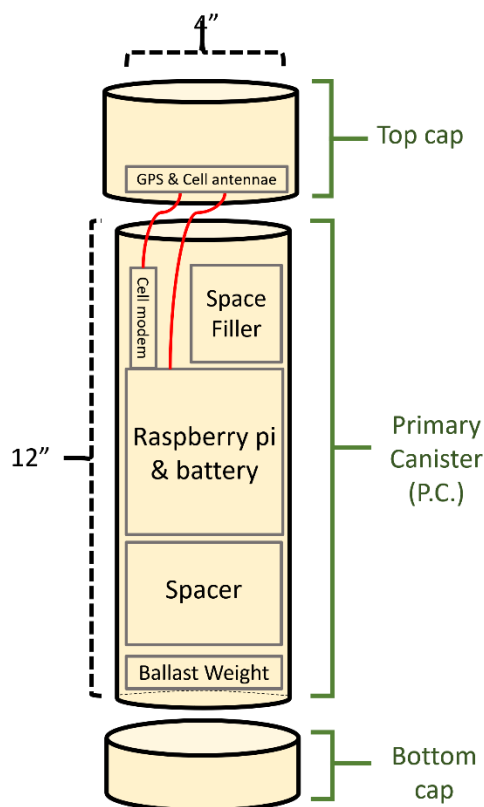 4”
Top cap
GPS & Cell antennae
Cell modem
Space
Filler
Raspberry pi
& battery
12”
Primary
Canister
(P.C.)
Spacer
Ballast Weight
Bottom
cap